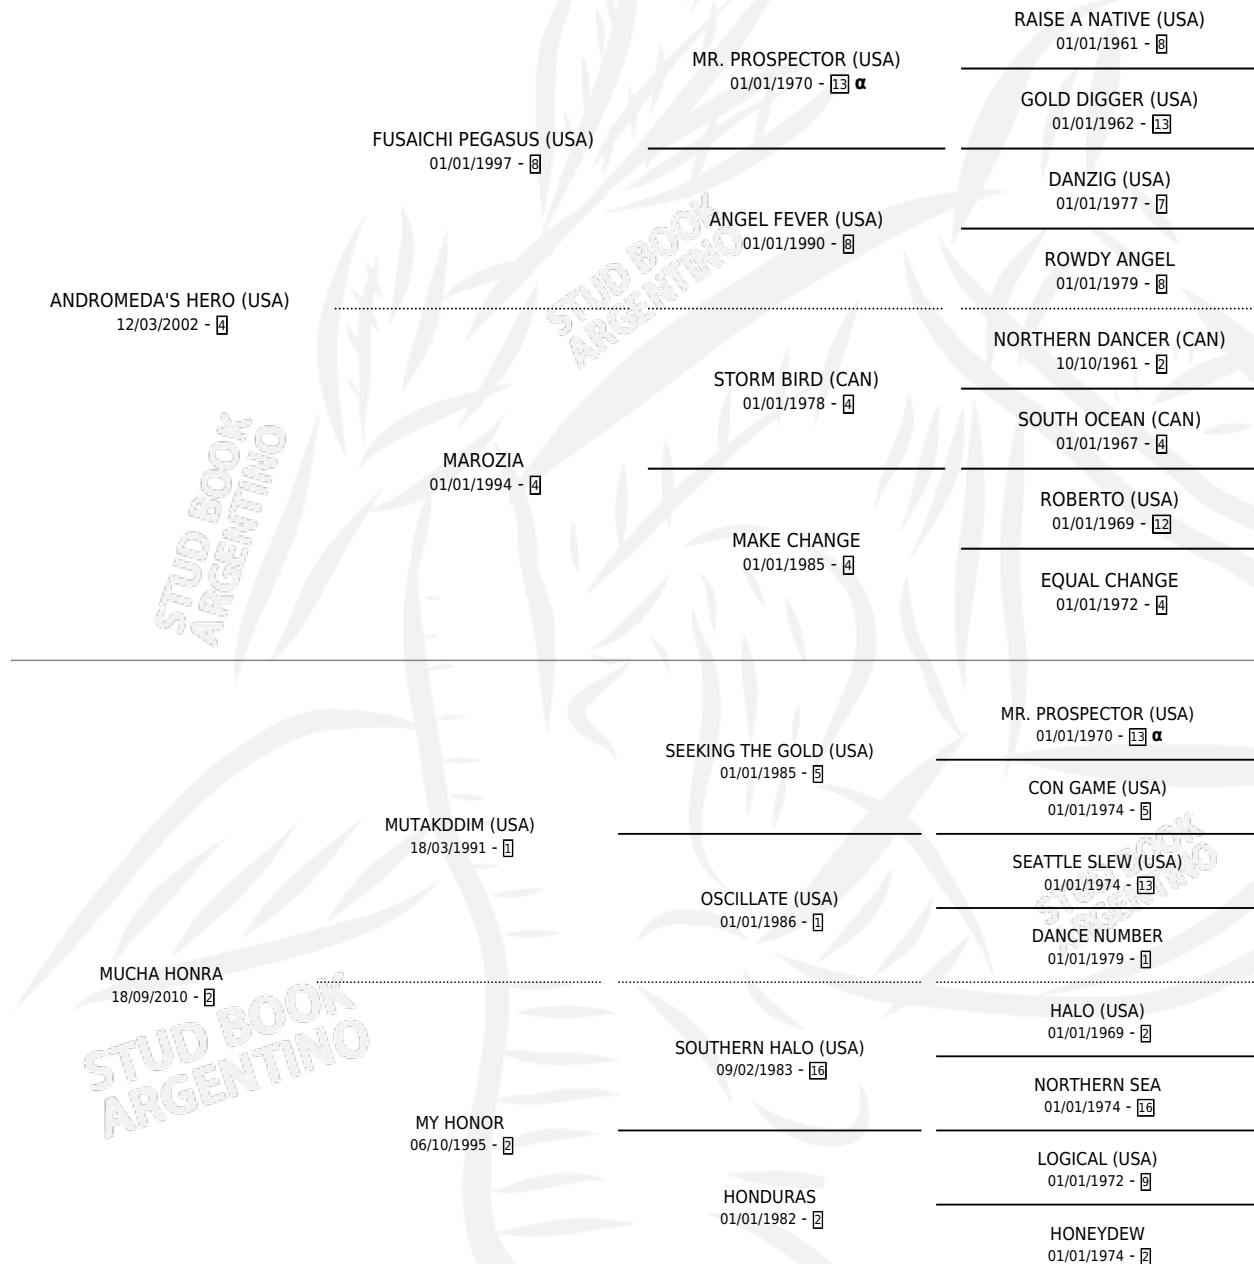 RAISE A NATIVE (USA)
01/01/1961 - 8
MR. PROSPECTOR (USA)
01/01/1970 - 13 α
GOLD DIGGER (USA)
01/01/1962 - 13
FUSAICHI PEGASUS (USA)
01/01/1997 - 8
DANZIG (USA)
01/01/1977 - 7
ANGEL FEVER (USA)
01/01/1990 - 8
ROWDY ANGEL
01/01/1979 - 8
ANDROMEDA'S HERO (USA)
12/03/2002 - 4
NORTHERN DANCER (CAN)
10/10/1961 - 2
STORM BIRD (CAN)
01/01/1978 - 4
SOUTH OCEAN (CAN)
01/01/1967 - 4
MAROZIA
01/01/1994 - 4
ROBERTO (USA)
01/01/1969 - 12
MAKE CHANGE
01/01/1985 - 4
EQUAL CHANGE
01/01/1972 - 4
MR. PROSPECTOR (USA)
01/01/1970 - 13 α
SEEKING THE GOLD (USA)
01/01/1985 - 5
CON GAME (USA)
01/01/1974 - 5
MUTAKDDIM (USA)
18/03/1991 - 1
SEATTLE SLEW (USA)
01/01/1974 - 13
OSCILLATE (USA)
01/01/1986 - 1
DANCE NUMBER
01/01/1979 - 1
MUCHA HONRA
18/09/2010 - 2
HALO (USA)
01/01/1969 - 2
SOUTHERN HALO (USA)
09/02/1983 - 16
NORTHERN SEA
01/01/1974 - 16
MY HONOR
06/10/1995 - 2
LOGICAL (USA)
01/01/1972 - 9
HONDURAS
01/01/1982 - 2
HONEYDEW
01/01/1974 - 2
STUD BOOK
ARGENTINO
STUD BOOK
ARGENTINO
STUD BOOK
ARGENTINO
STUD BOOK
ARGENTINO